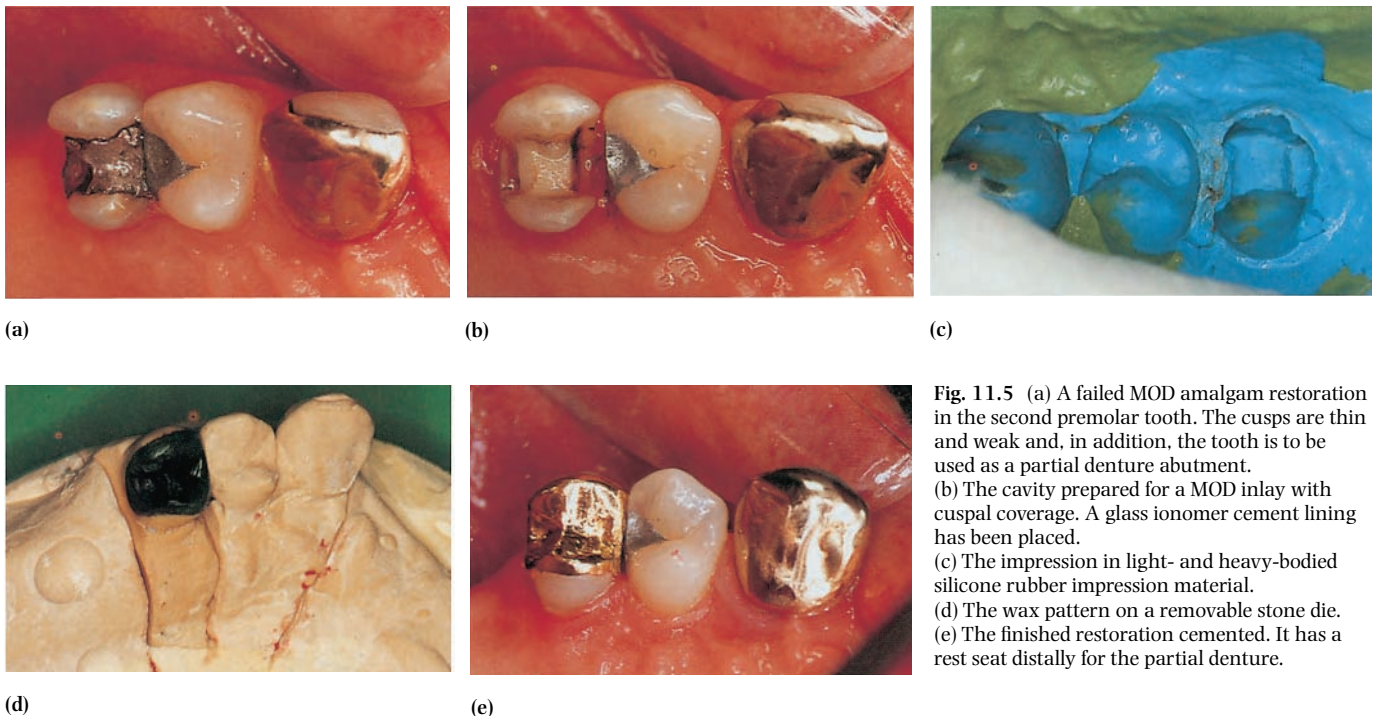 (a)
(b)
(c)
Fig. 11.5 (a) A failed MOD amalgam restoration
in the second premolar tooth. The cusps are thin
and weak and, in addition, the tooth is to be
used as a partial denture abutment.
(b) The cavity prepared for a MOD inlay with
cuspal coverage. A glass ionomer cement lining
has been placed.
(c) The impression in light- and heavy-bodied
silicone rubber impression material.
(d) The wax pattern on a removable stone die.
(e) The finished restoration cemented. It has a
rest seat distally for the partial denture.
(d)
(e)